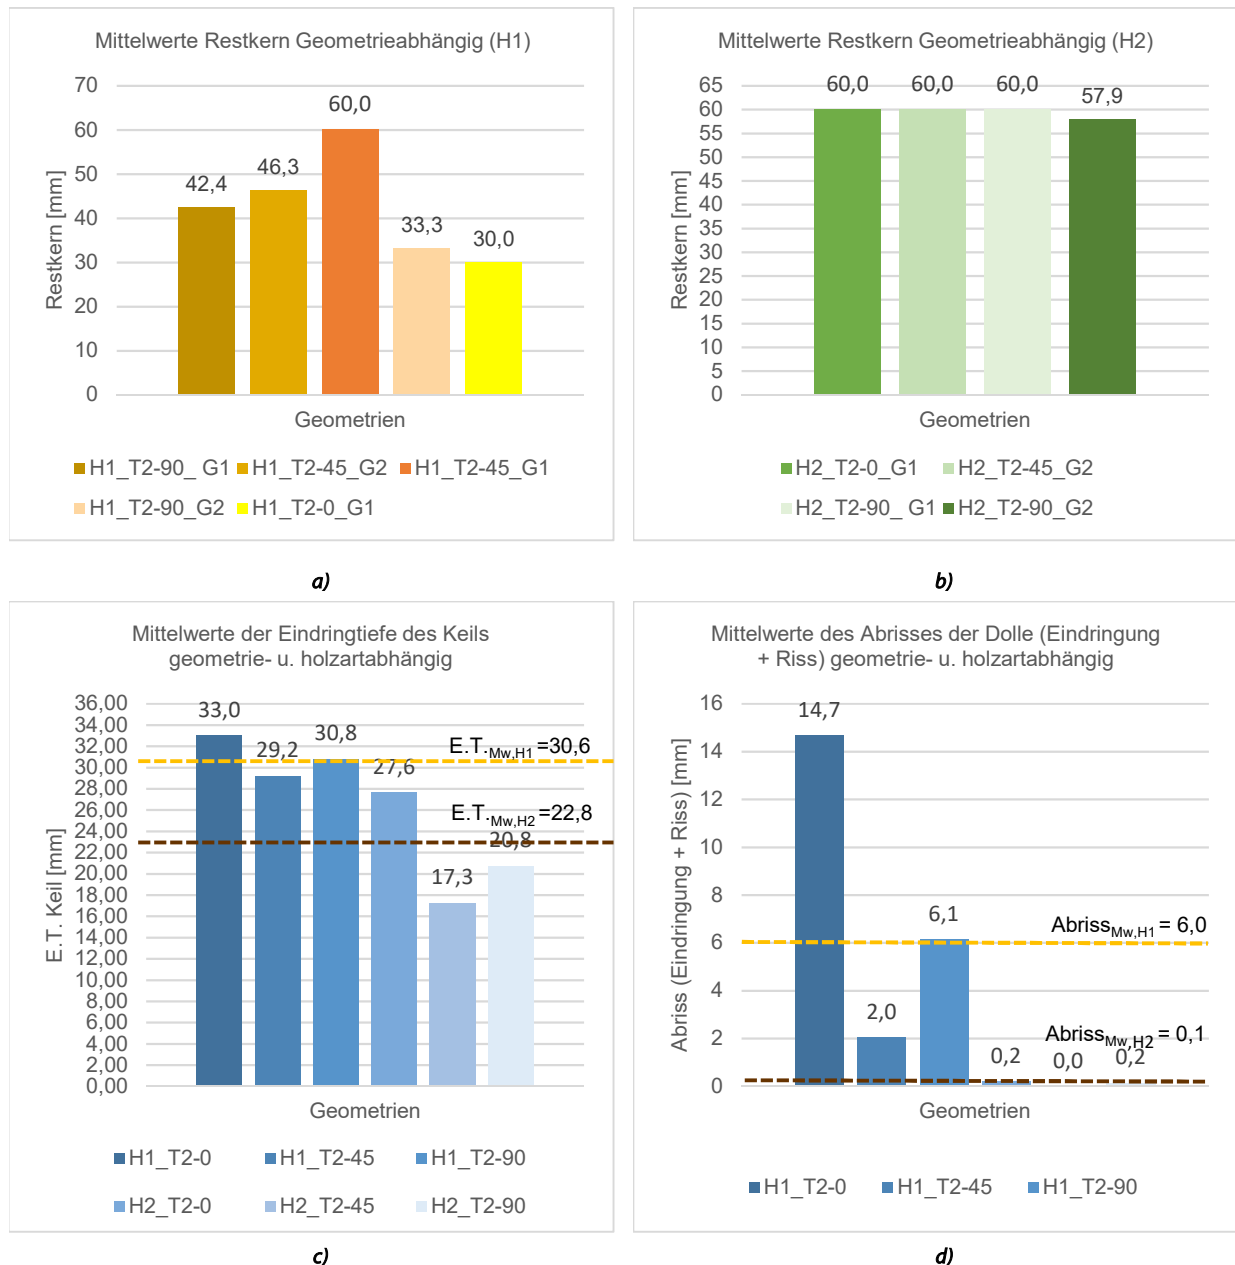 Mittelwerte Restkern Geometrieabhängig (H1)
Restkern [mm]
70
60
50
40
30
20
10
0
42,4
46,3
60,0
33,3
30,0
Geometrien
H1_T2-90_ G1
H1_T2-45_G2
H1_T2-45_G1
H1_T2-90_G2
H1_T2-0_G1
a)
Mittelwerte Restkern Geometrieabhängig (H2)
Restkern [mm]
65
60
55
50
45
40
35
30
25
20
15
10
5
0
60,0
60,0
60,0
57,9
Geometrien
H2_T2-0_G1
H2_T2-45_G2
H2_T2-90_ G1
H2_T2-90_G2
b)
Mittelwerte der Eindringtiefe des Keils
geometrie- u. holzartabhängig
E.T. Keil [mm]
36,00
34,00
32,00
30,00
28,00
26,00
24,00
22,00
20,00
18,00
16,00
14,00
12,00
10,00
8,00
6,00
4,00
2,00
0,00
33,0
29,2
30,8
27,6
17,3
20,8
E.T.Mw,H1 =30,6
E.T.Mw,H2 =22,8
Geometrien
H1_T2-0
H1_T2-45
H1_T2-90
H2_T2-0
H2_T2-45
H2_T2-90
c)
Mittelwerte des Abrisses der Dolle (Eindringung
+ Riss) geometrie- u. holzartabhängig
Abriss (Eindringung + Riss) [mm]
16
14
12
10
8
6
4
2
0
14,7
2,0
6,1
0,2
0,0
0,2
AbrissMw,H1 = 6,0
AbrissMw,H2 = 0,1
Geometrien
H1_T2-0
H1_T2-45
H1_T2-90
d)